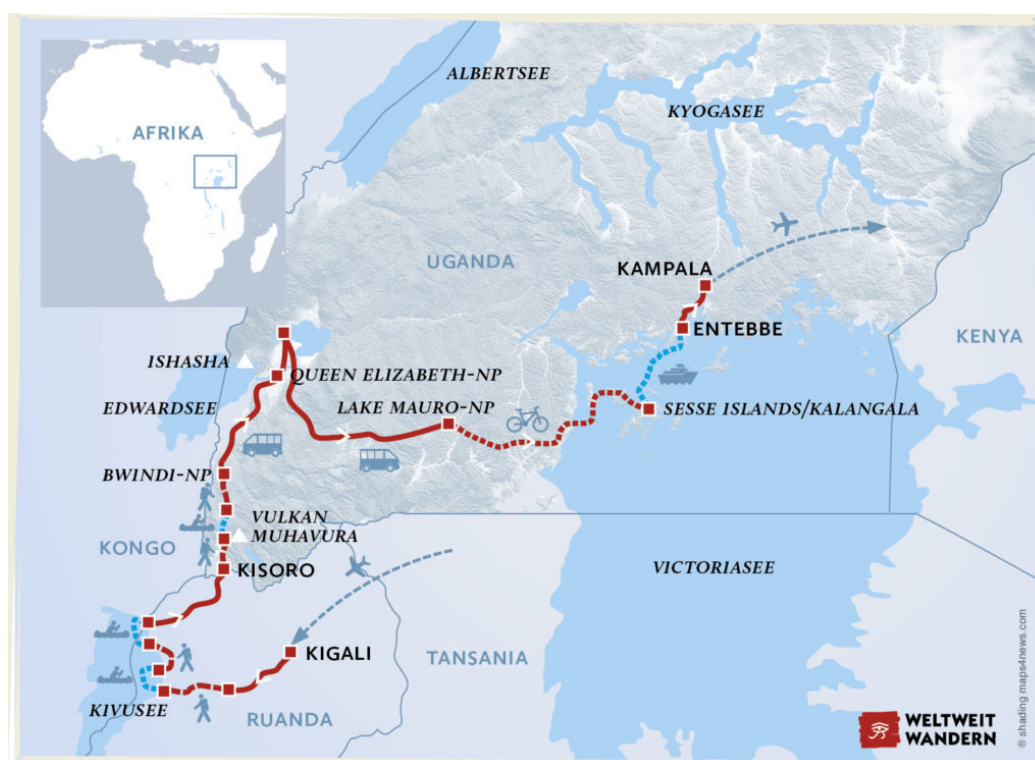 AFRIKA
ALBERTSEE
KYOGASEE
UGANDA
KAMPALA
ENTEBBE
KENYA
ISHASHA
QUEEN ELIZABETH-NP
EDWARDSEE
LAKE MAURO-NP
SESSE ISLANDS/KALANGALA
BWINDI-NP
VULKAN
MUHAVURA
KONGO
KISORO
VICTORIASEE
KIGALI
TANSANIA
KIVUSEE
RUANDA
WELTWEIT
WANDERN
® shading maps4news.com